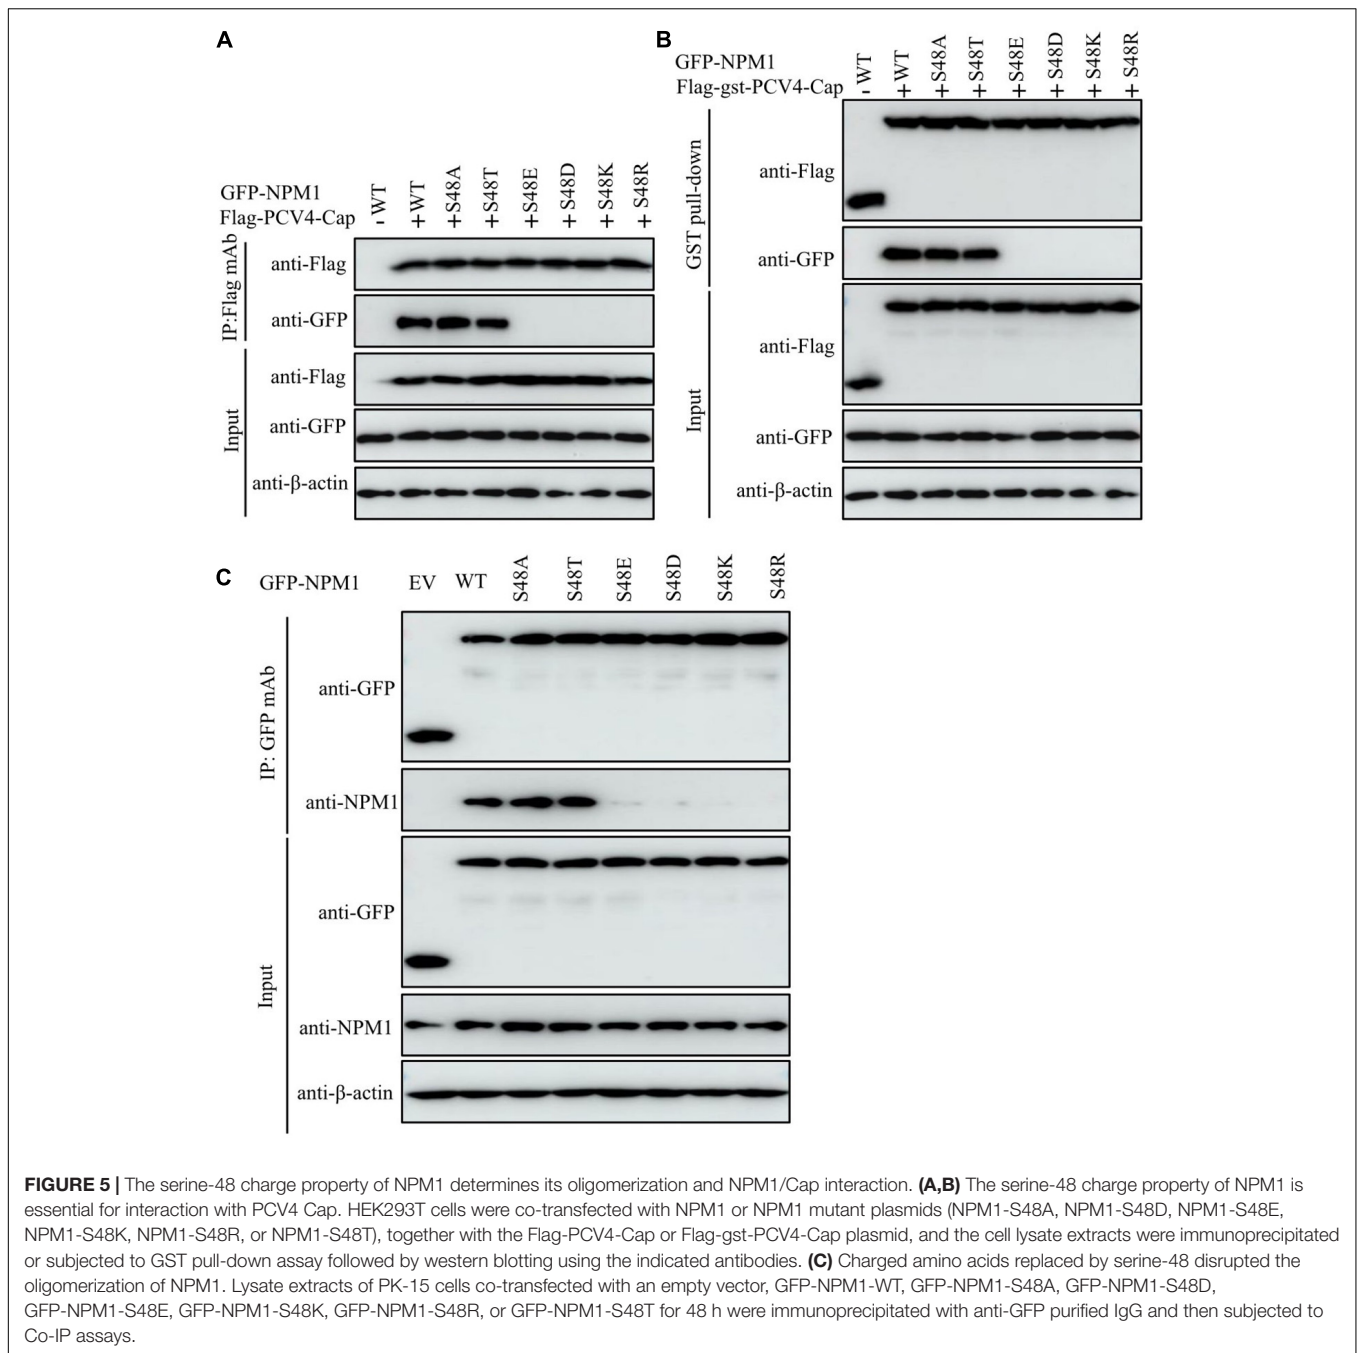 A
GFP-NPM1
Flag-PCV4-Cap
- WT
+ WT
+ S48A
+ S48T
+ S48E
+ S48D
+ S48K
+ S48R
IP:Flag mAb
anti-Flag
anti-GFP
Input
anti-Flag
anti-GFP
anti-β-actin
B
GFP-NPM1
Flag-gst-PCV4-Cap
- WT
+ WT
+ S48A
+ S48T
+ S48E
+ S48D
+ S48K
+ S48R
GST pull-down
anti-Flag
anti-GFP
Input
anti-Flag
anti-GFP
anti-β-actin
C
GFP-NPM1
EV
WT
S48A
S48T
S48E
S48D
S48K
S48R
IP: GFP mAb
anti-GFP
anti-NPM1
Input
anti-GFP
anti-NPM1
anti-β-actin
FIGURE 5 | The serine-48 charge property of NPM1 determines its oligomerization and NPM1/Cap interaction. (A,B) The serine-48 charge property of NPM1 is
essential for interaction with PCV4 Cap. HEK293T cells were co-transfected with NPM1 or NPM1 mutant plasmids (NPM1-S48A, NPM1-S48D, NPM1-S48E,
NPM1-S48K, NPM1-S48R, or NPM1-S48T), together with the Flag-PCV4-Cap or Flag-gst-PCV4-Cap plasmid, and the cell lysate extracts were immunoprecipitated
or subjected to GST pull-down assay followed by western blotting using the indicated antibodies. (C) Charged amino acids replaced by serine-48 disrupted the
oligomerization of NPM1. Lysate extracts of PK-15 cells co-transfected with an empty vector, GFP-NPM1-WT, GFP-NPM1-S48A, GFP-NPM1-S48D,
GFP-NPM1-S48E, GFP-NPM1-S48K, GFP-NPM1-S48R, or GFP-NPM1-S48T for 48 h were immunoprecipitated with anti-GFP purified IgG and then subjected to
Co-IP assays.